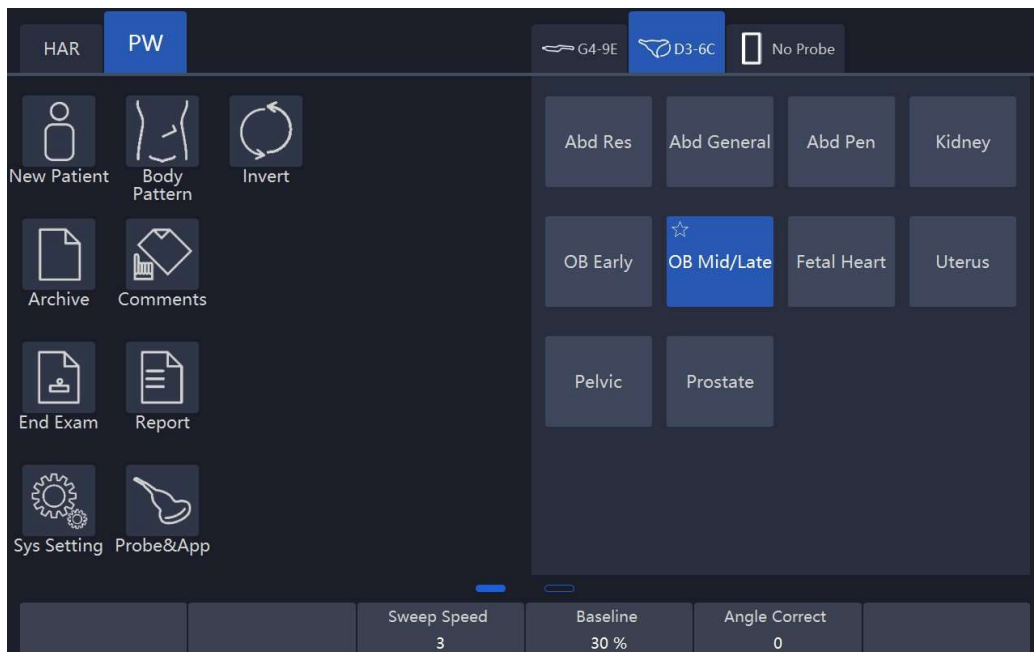 HAR
PW
G4-9E
D3-6C
No Probe
New Patient
Body
Pattern
Invert
Archive
Comments
End Exam
Report
Sys Setting
Probe&App
Abd Res
Abd General
Abd Pen
Kidney
OB Early
OB Mid/Late
Fetal Heart
Uterus
Pelvic
Prostate
Sweep Speed
3
Baseline
30 %
Angle Correct
0